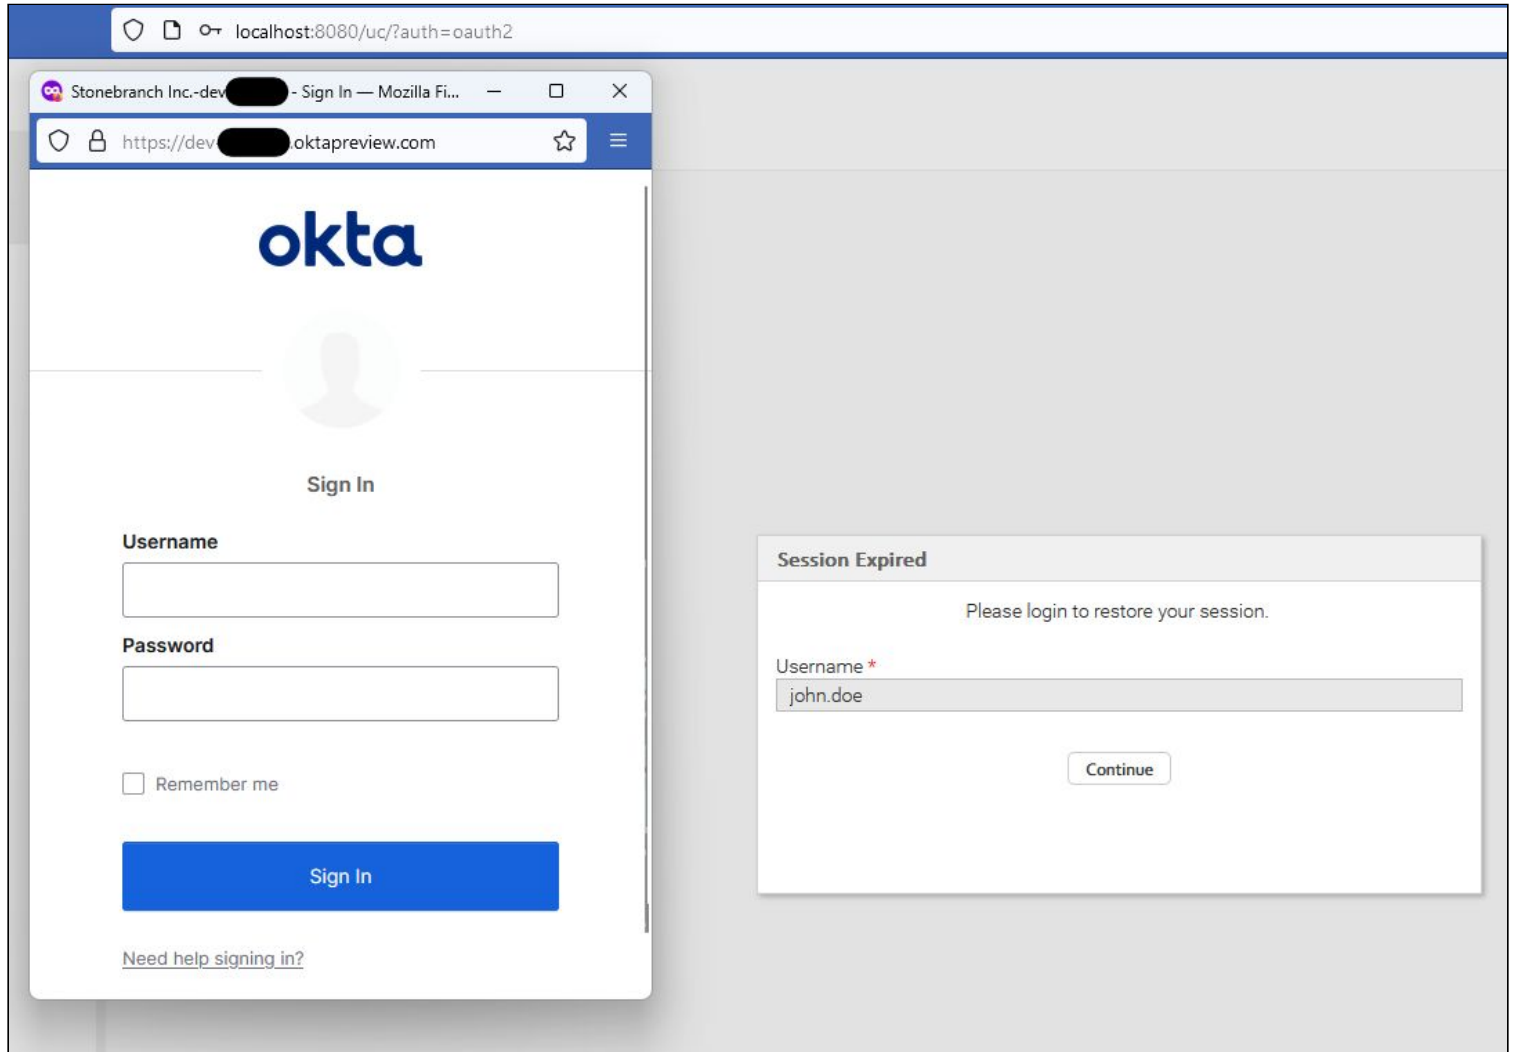 localhost:8080/uc/?auth=oauth2
Stonebranch Inc.-dev - Sign In — Mozilla Fi...
https://dev- .oktapreview.com
okta
Sign In
Username
Password
Remember me
Sign In
Need help signing in?
Session Expired
Please login to restore your session.
Username *
john.doe
Continue